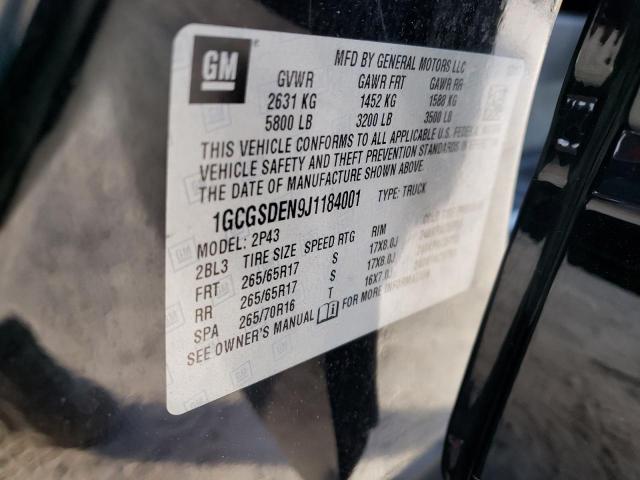 GM
MFD BY GENERAL MOTORS LLC
GVWR GAWR FRT GAWR RR
2631 KG 1452 KG 1588 KG
5800 LB 3200 LB 3500 LB
THIS VEHICLE CONFORMS TO ALL APPLICABLE U.S. FEDERAL MOTOR
VEHICLE SAFETY AND THEFT PREVENTION STANDARDS IN EFFECT ON
THE DATE OF MANUFACTURE SHOWN ABOVE.
1GCGSDEN9J1184001 TYPE: TRUCK
MODEL: 2P43
2BL3 TIRE SIZE SPEED RTG RIM
FRT 265/65R17 S 17X8.0J
RR 265/65R17 S 17X8.0J
SPA 265/70R16 T 16X7.0J
SEE OWNER'S MANUAL FOR MORE INFORMATION